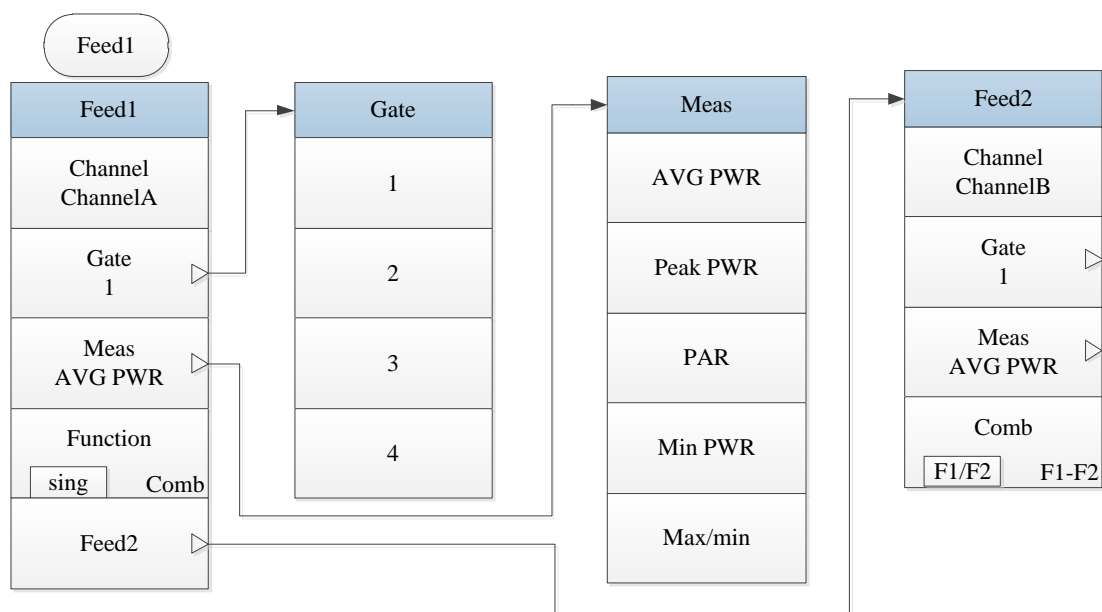 Feed1
Feed1
Channel
ChannelA
Gate
1
Meas
AVG PWR
Function
sing Comb
Feed2
Gate
1
2
3
4
Meas
AVG PWR
Peak PWR
PAR
Min PWR
Max/min
Feed2
Channel
ChannelB
Gate
1
Meas
AVG PWR
Comb
F1/F2 F1-F2